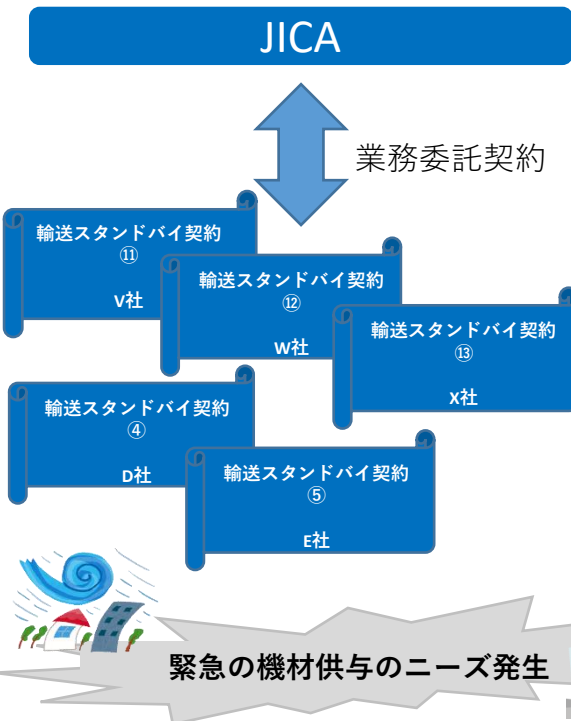 JICA
業務委託契約
輸送スタンドバイ契約
⑪
V社
輸送スタンドバイ契約
⑫
W社
輸送スタンドバイ契約
⑬
X社
輸送スタンドバイ契約
④
D社
輸送スタンドバイ契約
⑤
E社
緊急の機材供与のニーズ発生